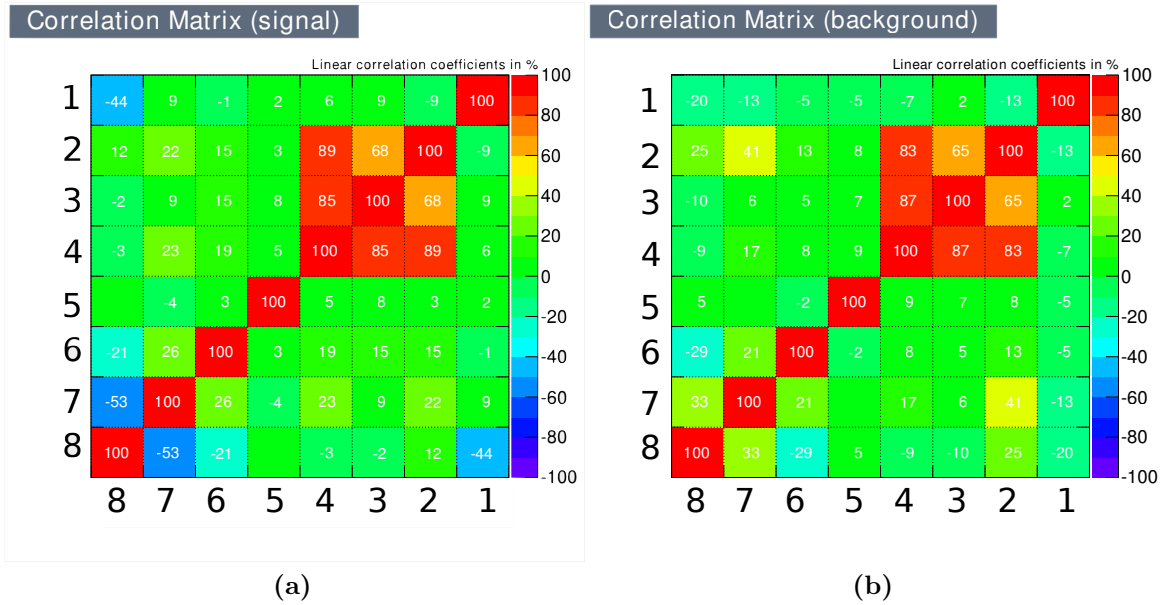 Correlation Matrix (signal)
Linear correlation coefficients in %
1 -44 9 -1 2 6 9 -9 100
2 12 22 15 3 89 68 100 -9
3 -2 9 15 8 85 100 68 9
4 -3 23 19 5 100 85 89 6
5 -4 3 100 5 8 3 2
6 -21 26 100 3 19 15 15 -1
7 -53 100 26 -4 23 9 22 9
8 100 -53 -21 -3 -2 12 -44
8 7 6 5 4 3 2 1
100
80
60
40
20
0
-20
-40
-60
-80
-100
(a)
Correlation Matrix (background)
Linear correlation coefficients in %
1 -20 -13 -5 -5 -7 2 -13 100
2 25 41 13 8 83 65 100 -13
3 -10 6 5 7 87 100 65 2
4 -9 17 8 9 100 87 83 -7
5 5 -2 100 9 7 8 -5
6 -29 21 100 -2 8 5 13 -5
7 33 100 21 17 6 41 -13
8 100 33 -29 5 -9 -10 25 -20
8 7 6 5 4 3 2 1
100
80
60
40
20
0
-20
-40
-60
-80
-100
(b)